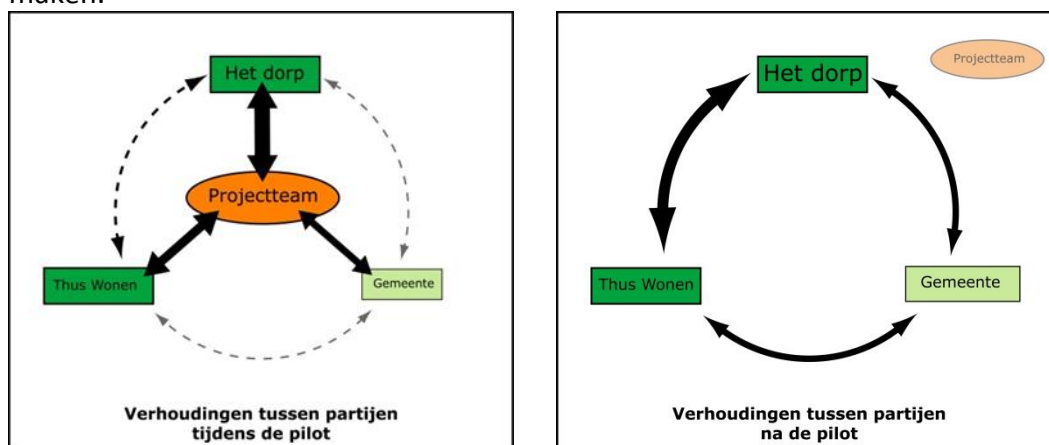 maken.
Het dorp
Projectteam
Thus Wonen
Gemeente
Verhoudingen tussen partijen
tijdens de pilot
Projectteam
Het dorp
Thus Wonen
Gemeente
Verhoudingen tussen partijen
na de pilot